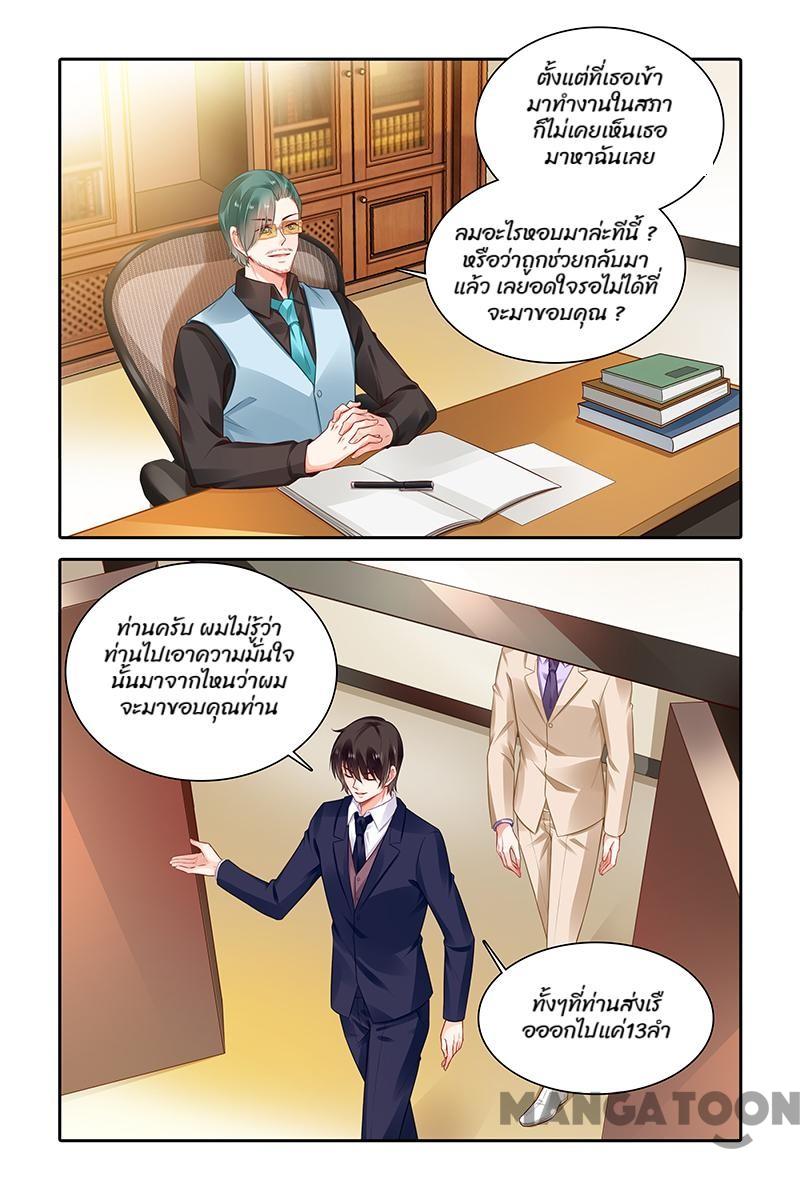 ตั้งแต่ที่เธอเข้า
มาทำงานในสภา
ก็ไม่เคยเห็นเธอ
มาหาฉันเลย
ลมอะไรหอบมาล่ะทีนี้ ?
หรือว่าถูกช่วยกลับมา
แล้ว เลยอดใจรอไม่ได้ที่
จะมาขอบคุณ ?
ท่านครับ ผมไม่รู้ว่า
ท่านไปเอาความมั่นใจ
นั้นมาจากไหนว่าผม
จะมาขอบคุณท่าน
ทั้งๆที่ท่านส่งเรื
อออกไปแค่13ลำ
MANGATOON